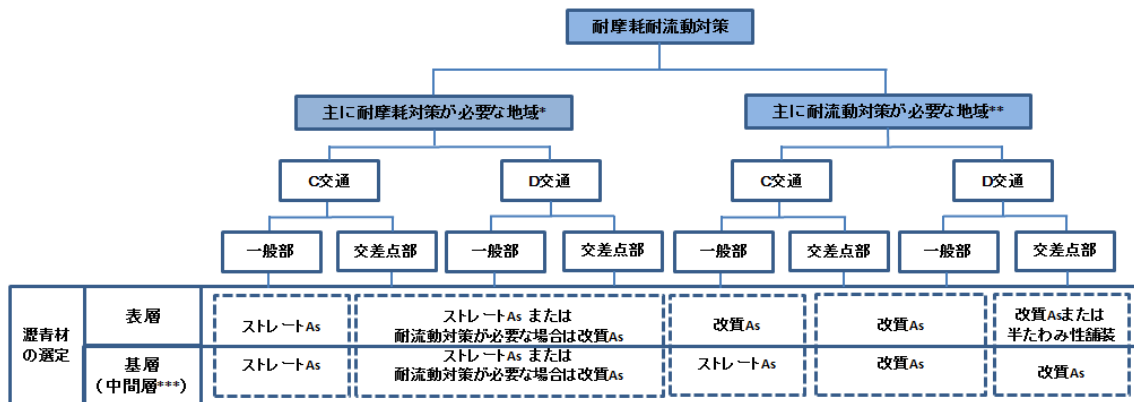 耐摩耗耐流動対策
主に耐摩耗対策が必要な地域*
主に耐流動対策が必要な地域**
C交通
D交通
C交通
D交通
一般部
交差点部
一般部
交差点部
一般部
交差点部
一般部
交差点部
瀝青材
の選定
表層
ストレートAs
ストレートAs または
耐流動対策が必要な場合は改質As
改質As
改質As
改質Asまたは
半たわみ性舗装
基層
（中間層***）
ストレートAs
ストレートAs または
耐流動対策が必要な場合は改質As
ストレートAs
改質As
改質As